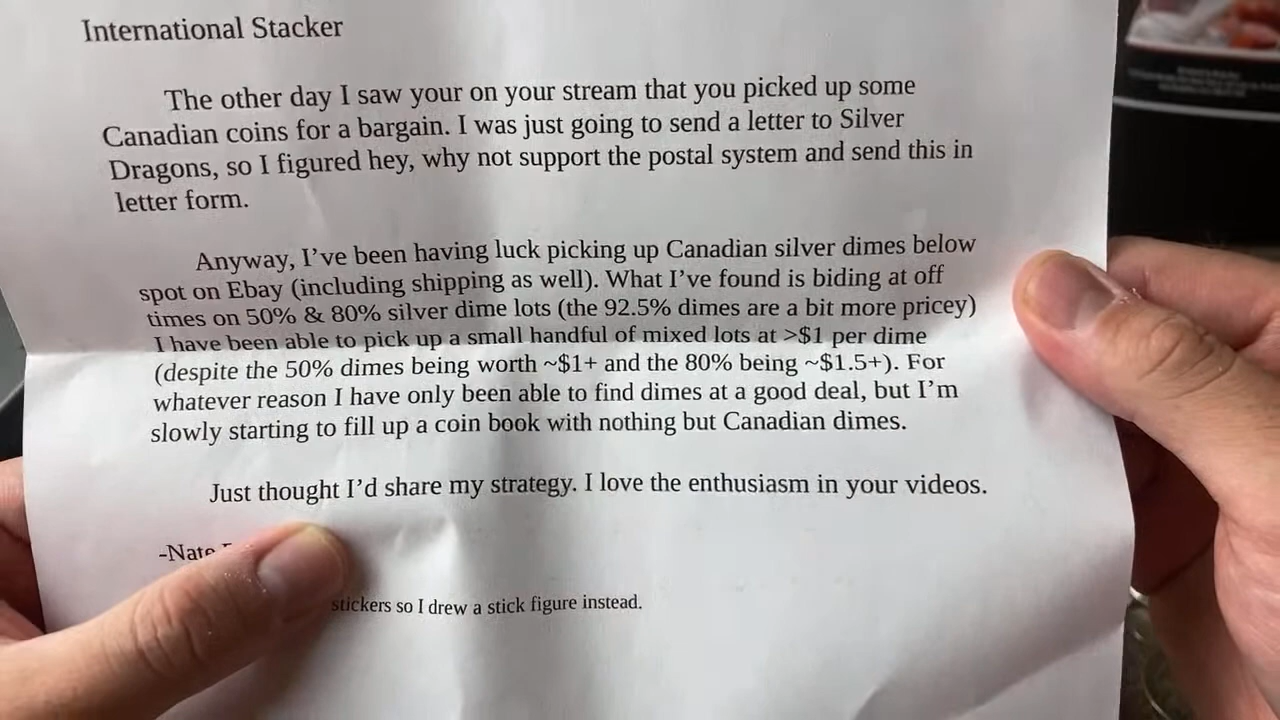 International Stacker
The other day I saw your on your stream that you picked up some
Canadian coins for a bargain. I was just going to send a letter to Silver
Dragons, so I figured hey, why not support the postal system and send this in
letter form.
Anyway, I’ve been having luck picking up Canadian silver dimes below
spot on Ebay (including shipping as well). What I’ve found is biding at off
times on 50% & 80% silver dime lots (the 92.5% dimes are a bit more pricey)
I have been able to pick up a small handful of mixed lots at >$1 per dime
(despite the 50% dimes being worth ~$1+ and the 80% being ~$1.5+). For
whatever reason I have only been able to find dimes at a good deal, but I’m
slowly starting to fill up a coin book with nothing but Canadian dimes.
Just thought I’d share my strategy. I love the enthusiasm in your videos.
-Nate
stickers so I drew a stick figure instead.